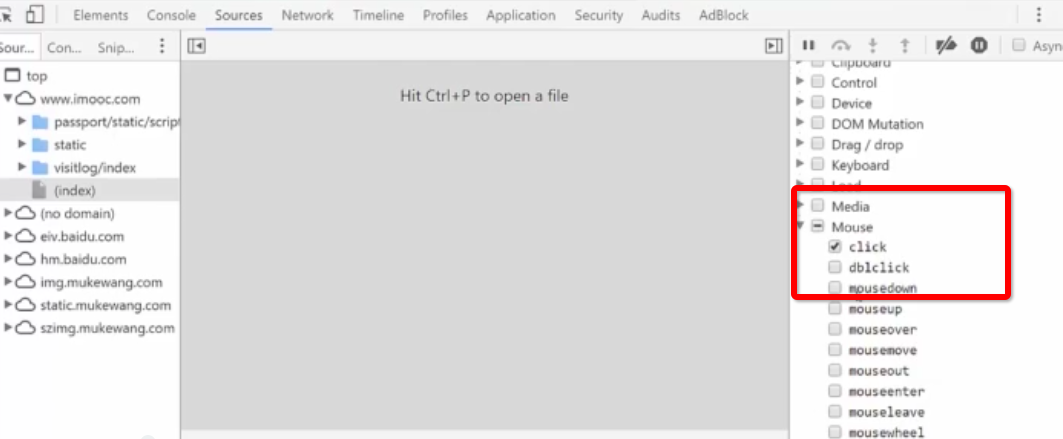 Elements Console Sources Network Timeline Profiles Application Security Audits AdBlock
Sour... Con... Snip...
Async
top
www.imooc.com
passport/static/script
static
visitlog/index
(index)
(no domain)
eiv.baidu.com
hm.baidu.com
img.mukewang.com
static.mukewang.com
szimg.mukewang.com
Hit Ctrl+P to open a file
Clipboard
Control
Device
DOM Mutation
Drag / drop
Keyboard
Load
Media
Mouse
click
dblclick
mousedown
mouseup
mouseover
mousemove
mouseout
mouseenter
mouseleave
mousewheel